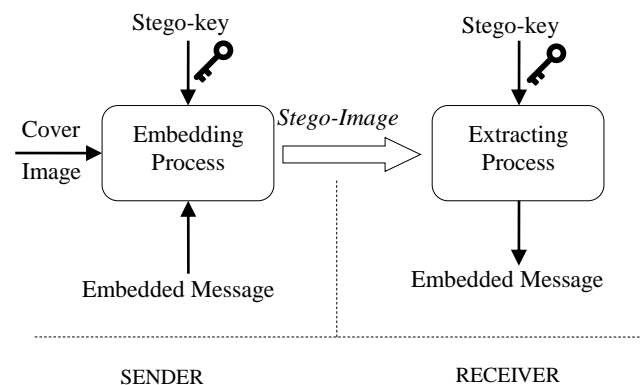 Stego-key
Stego-key
Cover
Image
Embedding
Process
Stego-Image
Extracting
Process
Embedded Message
Embedded Message
SENDER
RECEIVER